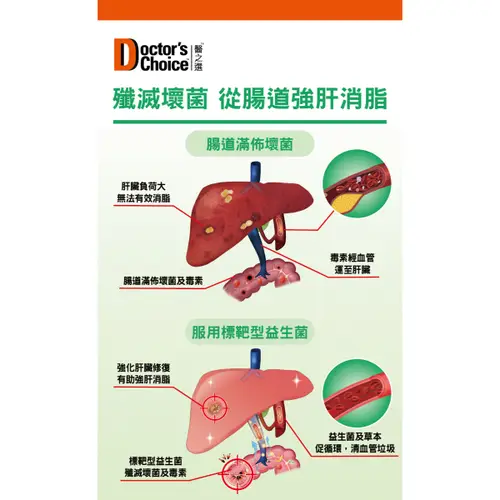 Doctor's
Choice™
醫之選
殲滅壞菌 從腸道強肝消脂
腸道滿佈壞菌
肝臟負荷大
無法有效消脂
毒素經血管
運至肝臟
腸道滿佈壞菌及毒素
服用標靶型益生菌
強化肝臟修復
有助強肝消脂
益生菌及草本
促循環，清血管垃圾
標靶型益生菌
殲滅壞菌及毒素